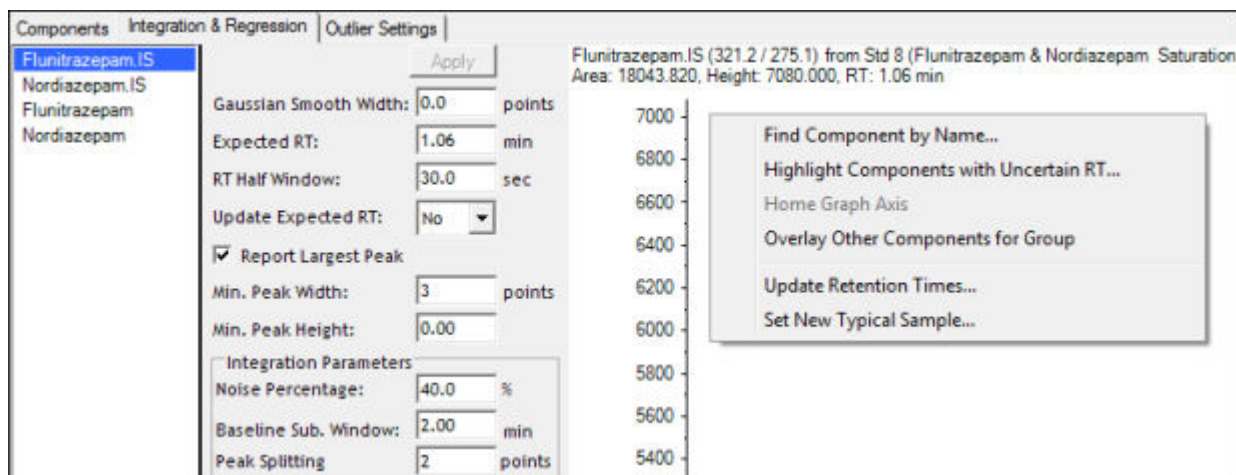 Components Integration & Regression Outlier Settings
Flunitrazepam.IS
Nordiazepam.IS
Flunitrazepam
Nordiazepam
Apply
Gaussian Smooth Width: 0.0 points
Expected RT: 1.06 min
RT Half Window: 30.0 sec
Update Expected RT: No
Report Largest Peak
Min. Peak Width: 3 points
Min. Peak Height: 0.00
Integration Parameters
Noise Percentage: 40.0 %
Baseline Sub. Window: 2.00 min
Peak Splitting 2 points
Flunitrazepam.IS (321.2 / 275.1) from Std 8 (Flunitrazepam & Nordiazepam Saturation
Area: 18043.820, Height: 7080.000, RT: 1.06 min
7000
6800
6600
6400
6200
6000
5800
5600
5400
Find Component by Name...
Highlight Components with Uncertain RT...
Home Graph Axis
Overlay Other Components for Group
Update Retention Times...
Set New Typical Sample...